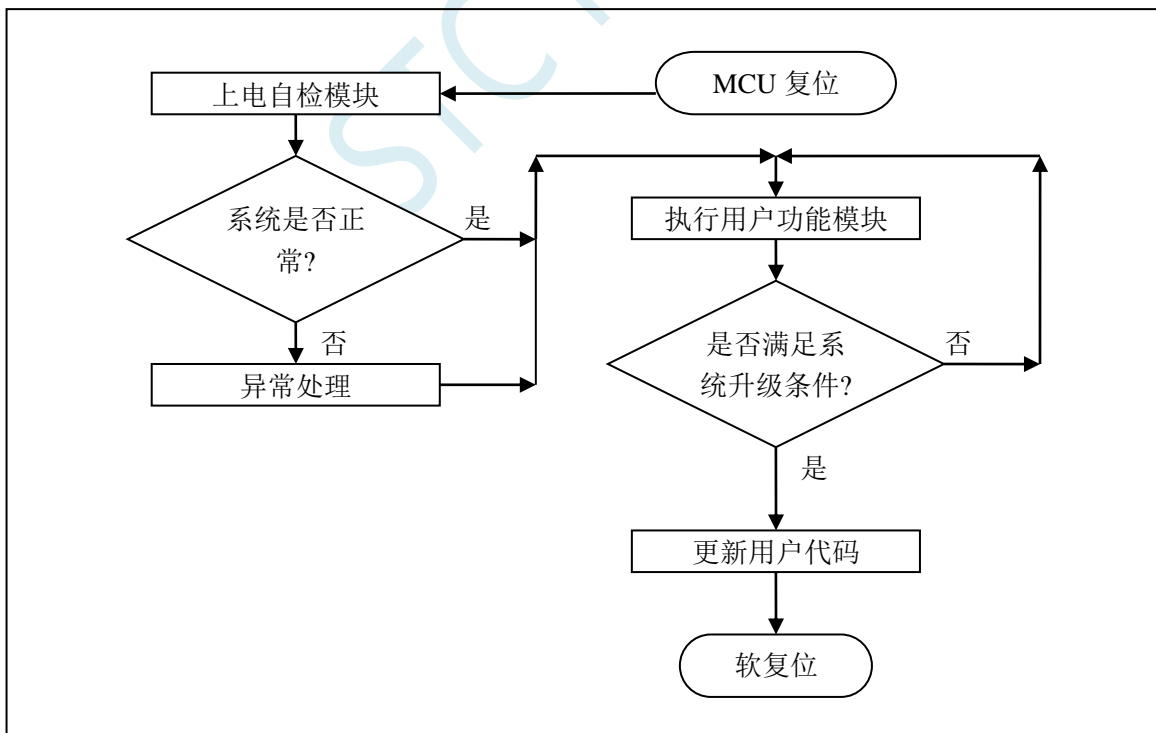 MCU 复位
上电自检模块
系统是否正
常?
是
否
异常处理
执行用户功能模块
是否满足系
统升级条件?
否
是
更新用户代码
软复位
STC